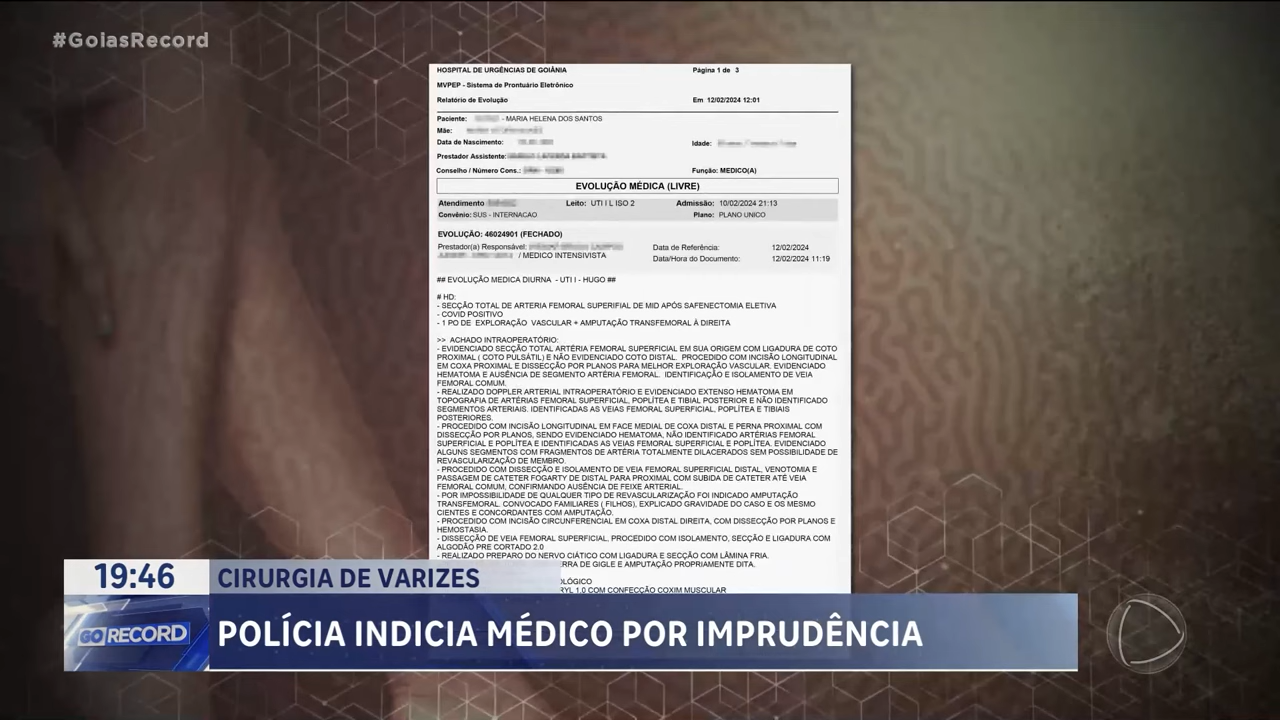 #GoiasRecord
HOSPITAL DE URGÊNCIAS DE GOIÂNIA
Página 1 de 3
MVPEP - Sistema de Prontuário Eletrônico
Relatório de Evolução
Em 12/02/2024 12:01
Paciente: - MARIA HELENA DOS SANTOS
Mãe:
Data de Nascimento:
Idade:
Prestador Assistente:
Conselho / Número Cons.:
Função: MEDICO(A)
EVOLUÇÃO MÉDICA (LIVRE)
Atendimento Leito: UTI I L ISO 2 Admissão: 10/02/2024 21:13
Convênio: SUS - INTERNACAO Plano: PLANO UNICO
EVOLUÇÃO: 46024901 (FECHADO)
Prestador(a) Responsável:
Data de Referência: 12/02/2024
/ MEDICO INTENSIVISTA
Data/Hora do Documento: 12/02/2024 11:19
## EVOLUÇÃO MEDICA DIURNA - UTI I - HUGO ##
# HD:
- SECÇÃO TOTAL DE ARTERIA FEMORAL SUPERIFIAL DE MID APÓS SAFENECTOMIA ELETIVA
- COVID POSITIVO
- 1 PO DE EXPLORAÇÃO VASCULAR + AMPUTAÇÃO TRANSFEMORAL À DIREITA
>> ACHADO INTRAOPERATÓRIO:
- EVIDENCIADO SECÇÃO TOTAL ARTÉRIA FEMORAL SUPERFICIAL EM SUA ORIGEM COM LIGADURA DE COTO
PROXIMAL ( COTO PULSÁTIL) E NÃO EVIDENCIADO COTO DISTAL. PROCEDIDO COM INCISÃO LONGITUDINAL
EM COXA PROXIMAL E DISSECÇÃO POR PLANOS PARA MELHOR EXPLORAÇÃO VASCULAR. EVIDENCIADO
HEMATOMA E AUSÊNCIA DE SEGMENTO ARTÉRIA FEMORAL. IDENTIFICAÇÃO E ISOLAMENTO DE VEIA
FEMORAL COMUM.
- REALIZADO DOPPLER ARTERIAL INTRAOPERATÓRIO E EVIDENCIADO EXTENSO HEMATOMA EM
TOPOGRAFIA DE ARTÉRIAS FEMORAL SUPERFICIAL, POPLÍTEA E TIBIAL POSTERIOR E NÃO IDENTIFICADO
SEGMENTOS ARTERIAIS. IDENTIFICADAS AS VEIAS FEMORAL SUPERFICIAL, POPLÍTEA E TIBIAIS
POSTERIORES.
- PROCEDIDO COM INCISÃO LONGITUDINAL EM FACE MEDIAL DE COXA DISTAL E PERNA PROXIMAL COM
DISSECÇÃO POR PLANOS, SENDO EVIDENCIADO HEMATOMA, NÃO IDENTIFICADO ARTÉRIAS FEMORAL
SUPERFICIAL E POPLÍTEA E IDENTIFICADAS AS VEIAS FEMORAL SUPERFICIAL E POPLÍTEA. EVIDENCIADO
ALGUNS SEGMENTOS COM FRAGMENTOS DE ARTÉRIA TOTALMENTE DILACERADOS SEM POSSIBILIDADE DE
REVASCULARIZAÇÃO DE MEMBRO.
- PROCEDIDO COM DISSECÇÃO E ISOLAMENTO DE VEIA FEMORAL SUPERFICIAL DISTAL, VENOTOMIA E
PASSAGEM DE CATETER FOGARTY DE DISTAL PARA PROXIMAL COM SUBIDA DE CATETER ATÉ VEIA
FEMORAL COMUM, CONFIRMANDO AUSÊNCIA DE FEIXE ARTERIAL.
- POR IMPOSSIBILIDADE DE QUALQUER TIPO DE REVASCULARIZAÇÃO FOI INDICADO AMPUTAÇÃO
TRANSFEMORAL. CONVOCADO FAMILIARES ( FILHOS), EXPLICADO GRAVIDADE DO CASO E OS MESMO
CIENTES E CONCORDANTES COM AMPUTAÇÃO.
- PROCEDIDO COM INCISÃO CIRCUNFERENCIAL EM COXA DISTAL DIREITA, COM DISSECÇÃO POR PLANOS E
HEMOSTASIA.
- DISSECÇÃO DE VEIA FEMORAL SUPERFICIAL, PROCEDIDO COM ISOLAMENTO, SECÇÃO E LIGADURA COM
ALGODÃO PRE CORTADO 2.0
- REALIZADO PREPARO DO NERVO CIÁTICO COM LIGADURA E SECÇÃO COM LÂMINA FRIA.
ERRA DE GIGLE E AMPUTAÇÃO PROPRIAMENTE DITA.
OLÓGICO
RYL 1.0 COM CONFECÇÃO COXIM MUSCULAR
19:46
CIRURGIA DE VARIZES
GO RECORD
POLÍCIA INDICIA MÉDICO POR IMPRUDÊNCIA